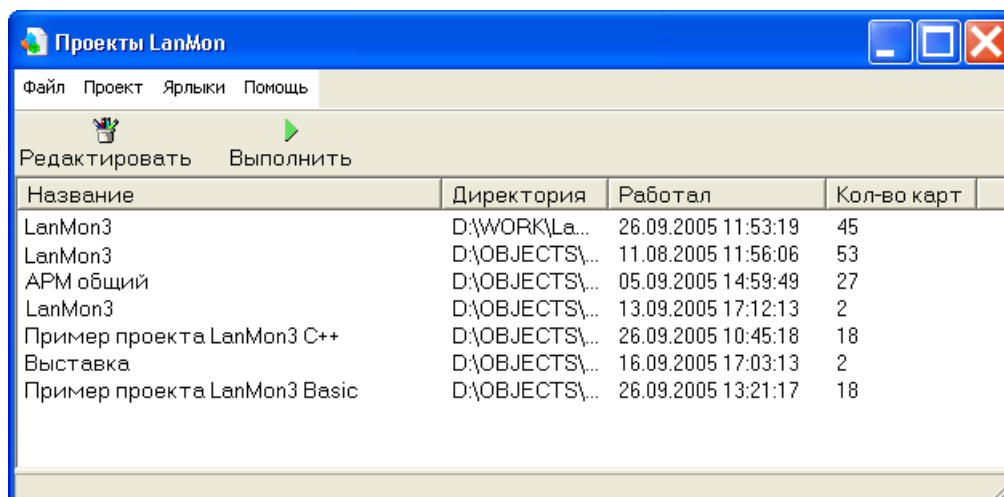 Проекты LanMon
Файл Проект Ярлыки Помощь
Редактировать Выполнить
Название Директория Работал Кол-во карт
LanMon3 D:\WORK\La... 26.09.2005 11:53:19 45
LanMon3 D:\OBJECTS\... 11.08.2005 11:56:06 53
АРМ общий D:\OBJECTS\... 05.09.2005 14:59:49 27
LanMon3 D:\OBJECTS\... 13.09.2005 17:12:13 2
Пример проекта LanMon3 C++ D:\OBJECTS\... 26.09.2005 10:45:18 18
Выставка D:\OBJECTS\... 16.09.2005 17:03:13 2
Пример проекта LanMon3 Basic D:\OBJECTS\... 26.09.2005 13:21:17 18